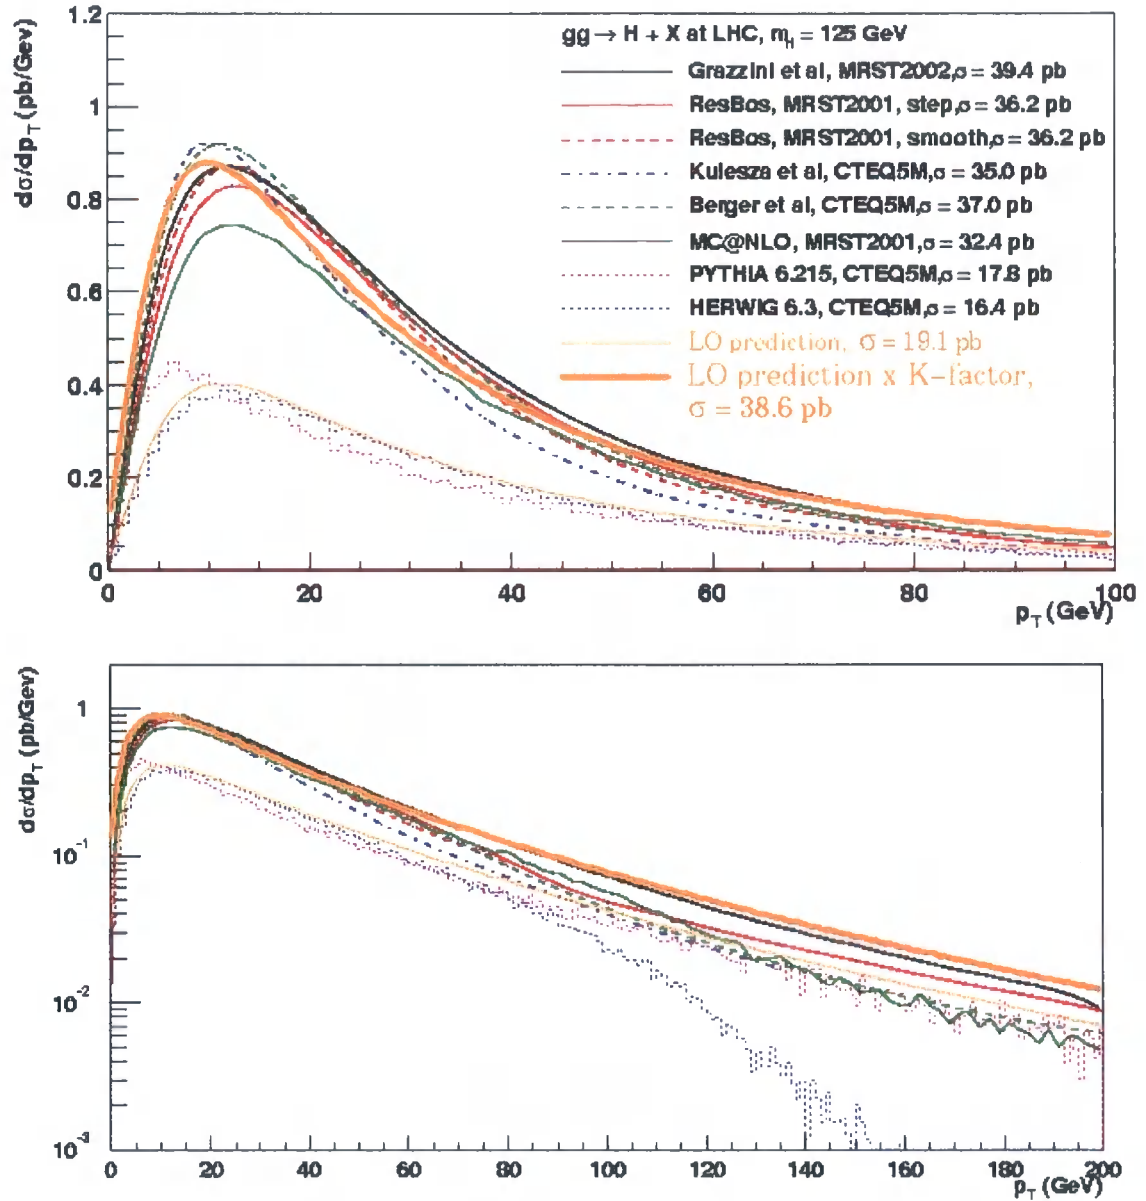 1.2
1
0.8
0.6
0.4
0.2
0
dσ/dp_T (pb/Gev)
gg → H + X at LHC, m_H = 125 GeV
Grazzini et al, MRST2002,σ = 39.4 pb
ResBos, MRST2001, step,σ = 36.2 pb
ResBos, MRST2001, smooth,σ = 36.2 pb
Kulesza et al, CTEQ5M,σ = 35.0 pb
Berger et al, CTEQ5M,σ = 37.0 pb
MC@NLO, MRST2001,σ = 32.4 pb
PYTHIA 6.215, CTEQ5M,σ = 17.8 pb
HERWIG 6.3, CTEQ5M,σ = 16.4 pb
LO prediction, σ = 19.1 pb
LO prediction x K-factor,
σ = 38.6 pb
0 20 40 60 80 100
p_T (GeV)
dσ/dp_T (pb/Gev)
1
10^-1
10^-2
10^-3
0 20 40 60 80 100 120 140 160 180 200
p_T (GeV)